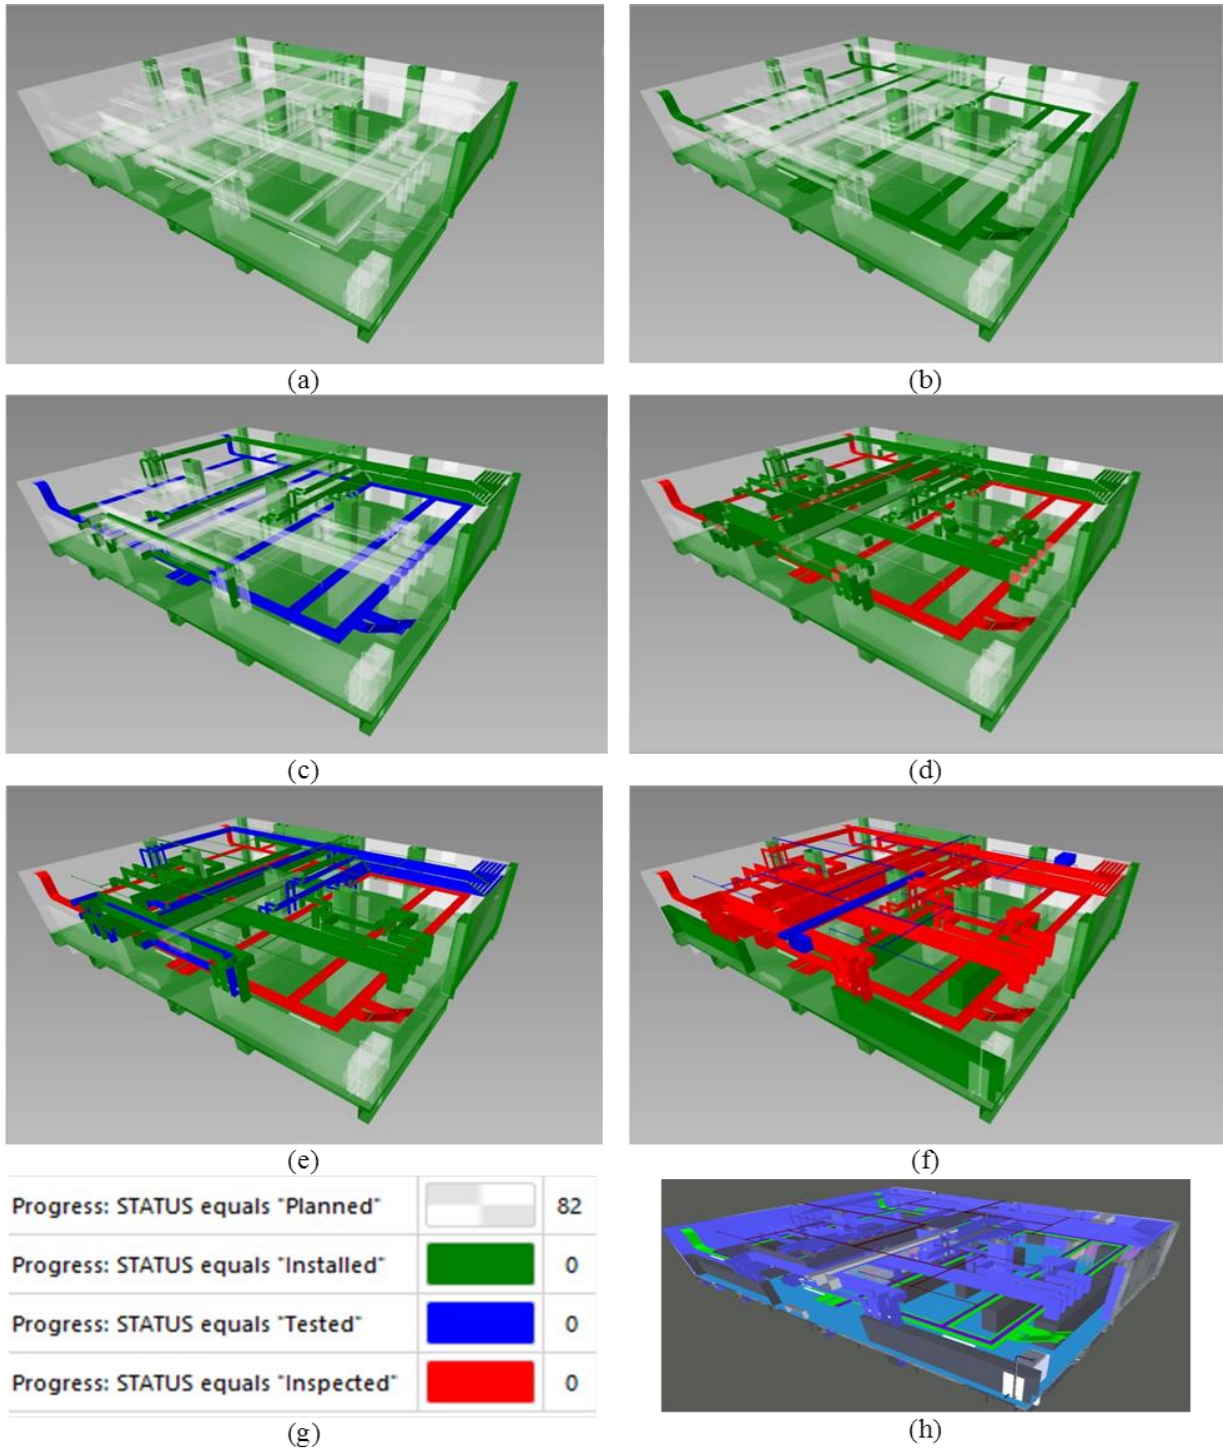 (a)
(b)
(c)
(d)
(e)
(f)
Progress: STATUS equals "Planned" 82
Progress: STATUS equals "Installed" 0
Progress: STATUS equals "Tested" 0
Progress: STATUS equals "Inspected" 0
(g)
(h)